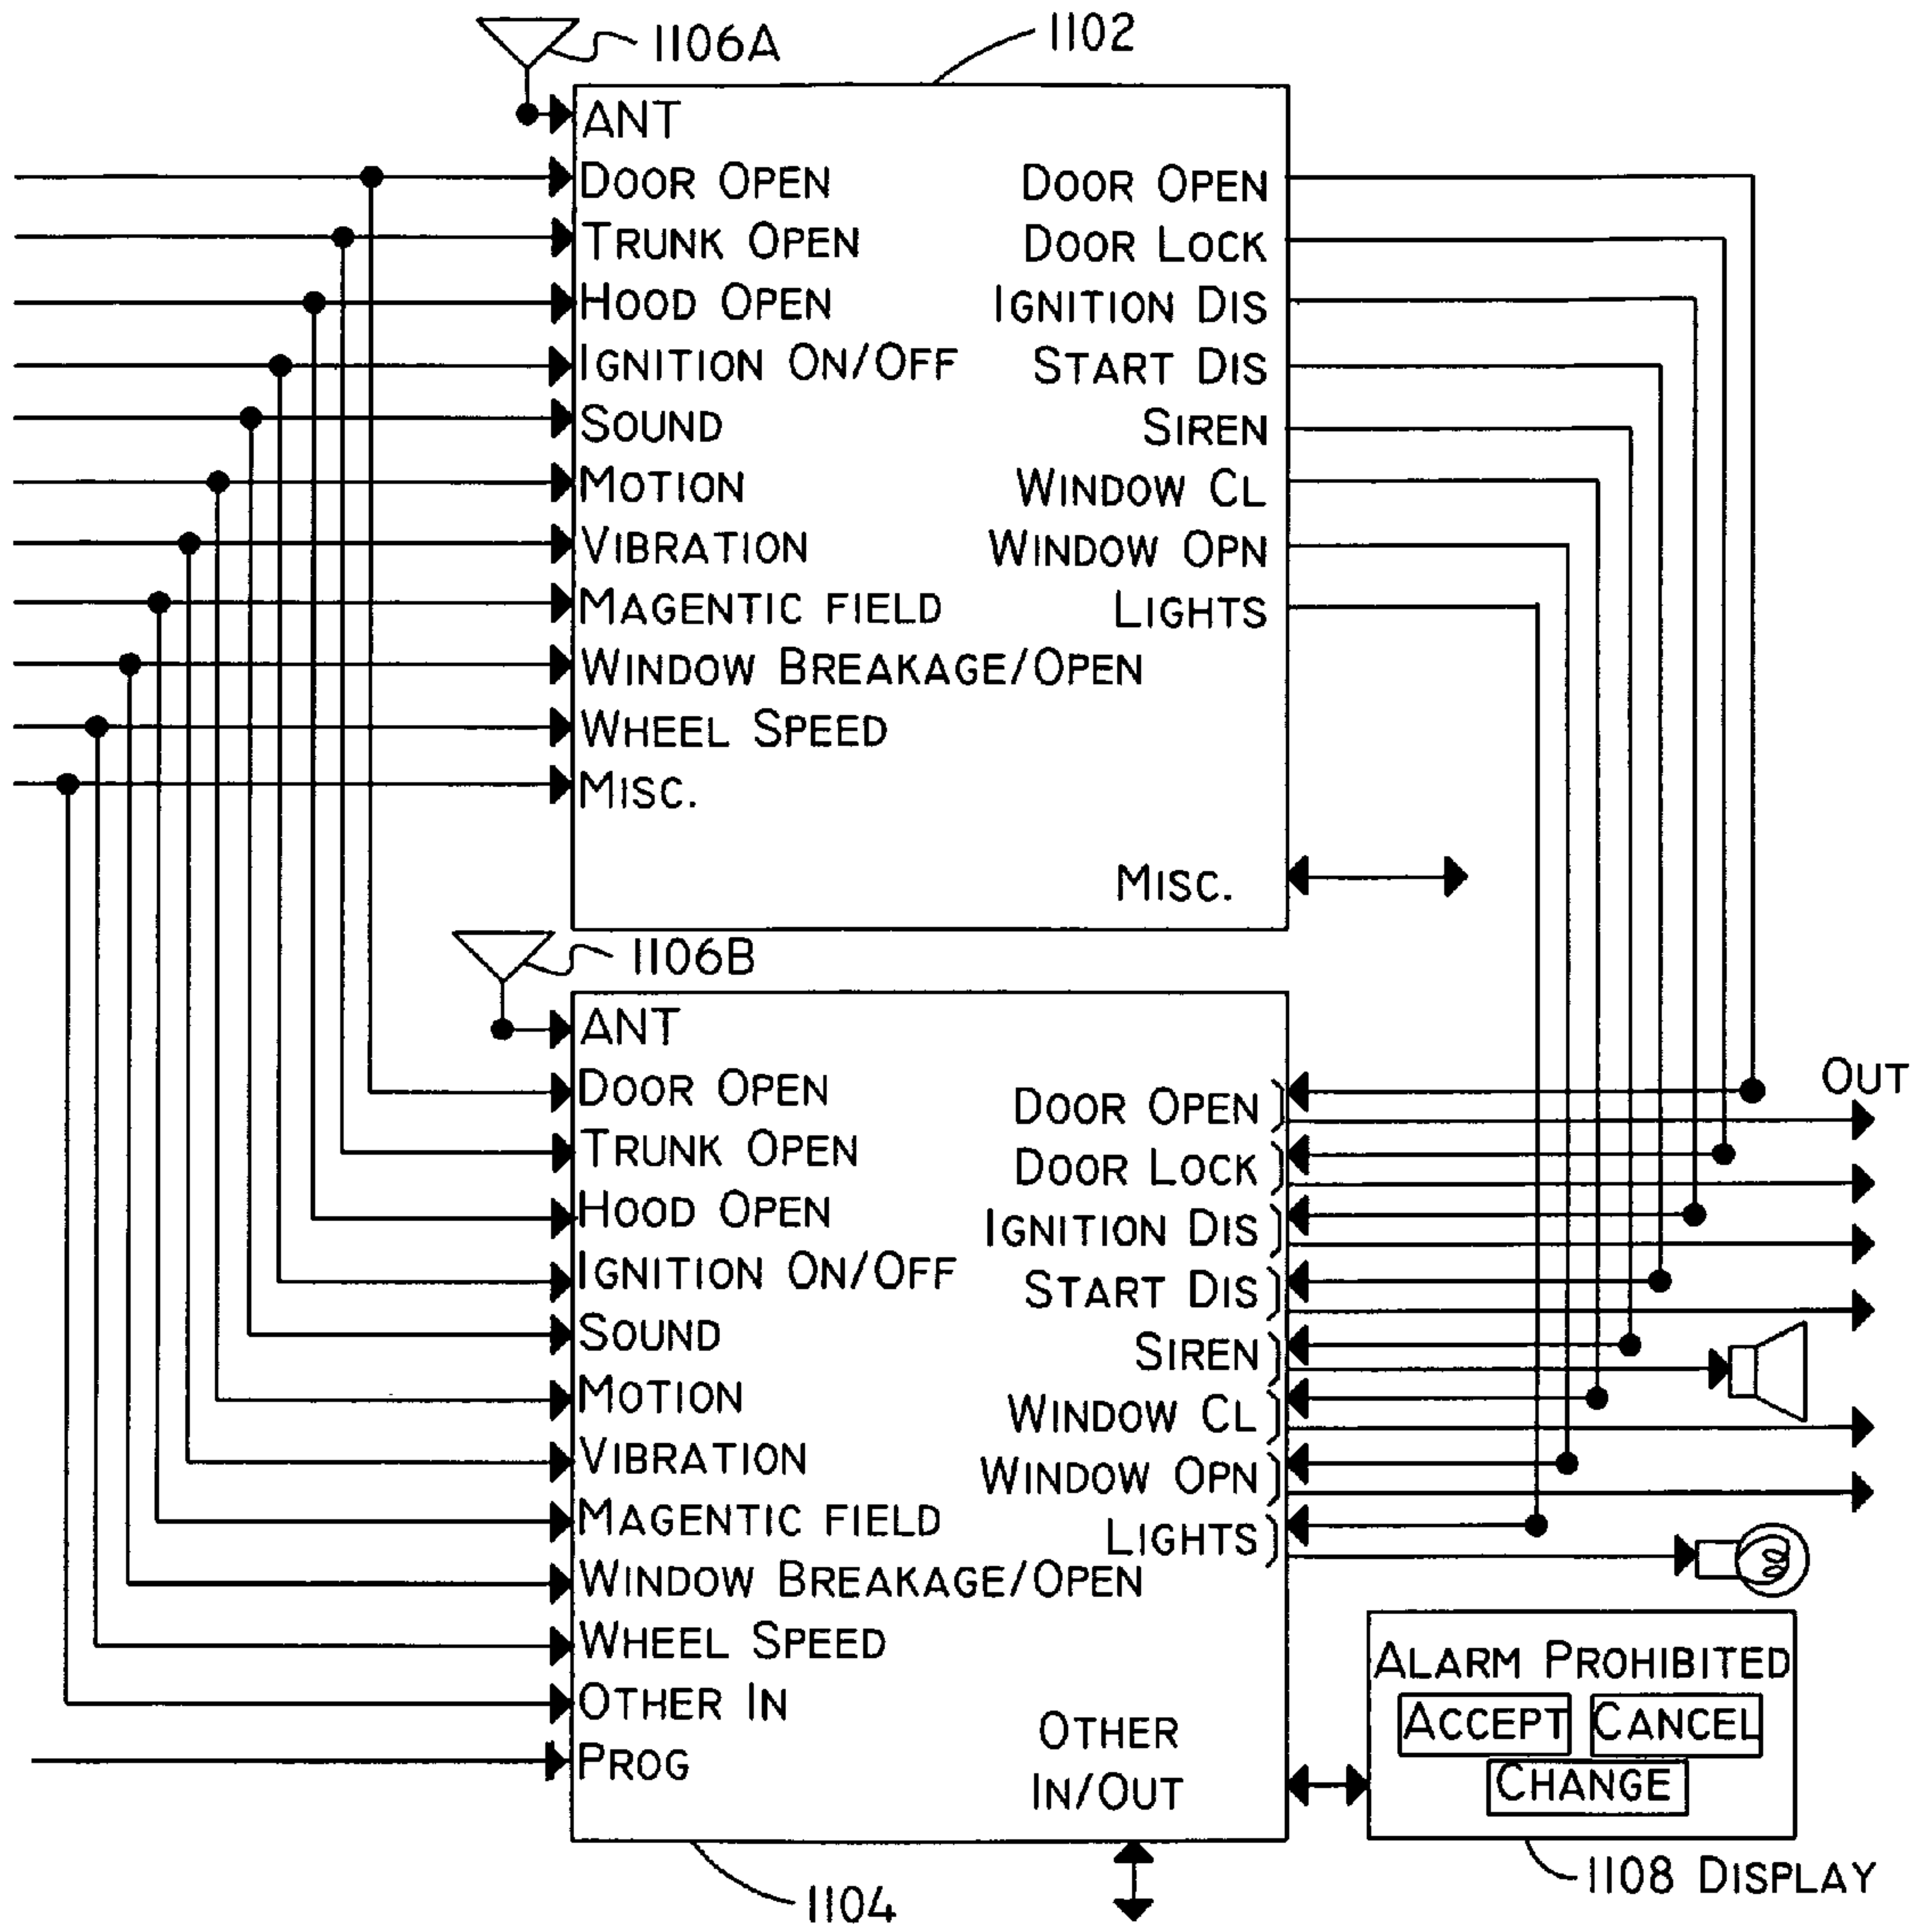 1106A
1102
ANT
DOOR OPEN
TRUNK OPEN
HOOD OPEN
IGNITION ON/OFF
SOUND
MOTION
VIBRATION
MAGENTIC FIELD
WINDOW BREAKAGE/OPEN
WHEEL SPEED
MISC.
DOOR OPEN
DOOR LOCK
IGNITION DIS
START DIS
SIREN
WINDOW CL
WINDOW OPN
LIGHTS
MISC.
1106B
ANT
DOOR OPEN
TRUNK OPEN
HOOD OPEN
IGNITION ON/OFF
SOUND
MOTION
VIBRATION
MAGENTIC FIELD
WINDOW BREAKAGE/OPEN
WHEEL SPEED
OTHER IN
PROG
DOOR OPEN
DOOR LOCK
IGNITION DIS
START DIS
SIREN
WINDOW CL
WINDOW OPN
LIGHTS
OTHER
IN/OUT
OUT
ALARM PROHIBITED
ACCEPT CANCEL
CHANGE
1108 DISPLAY
1104